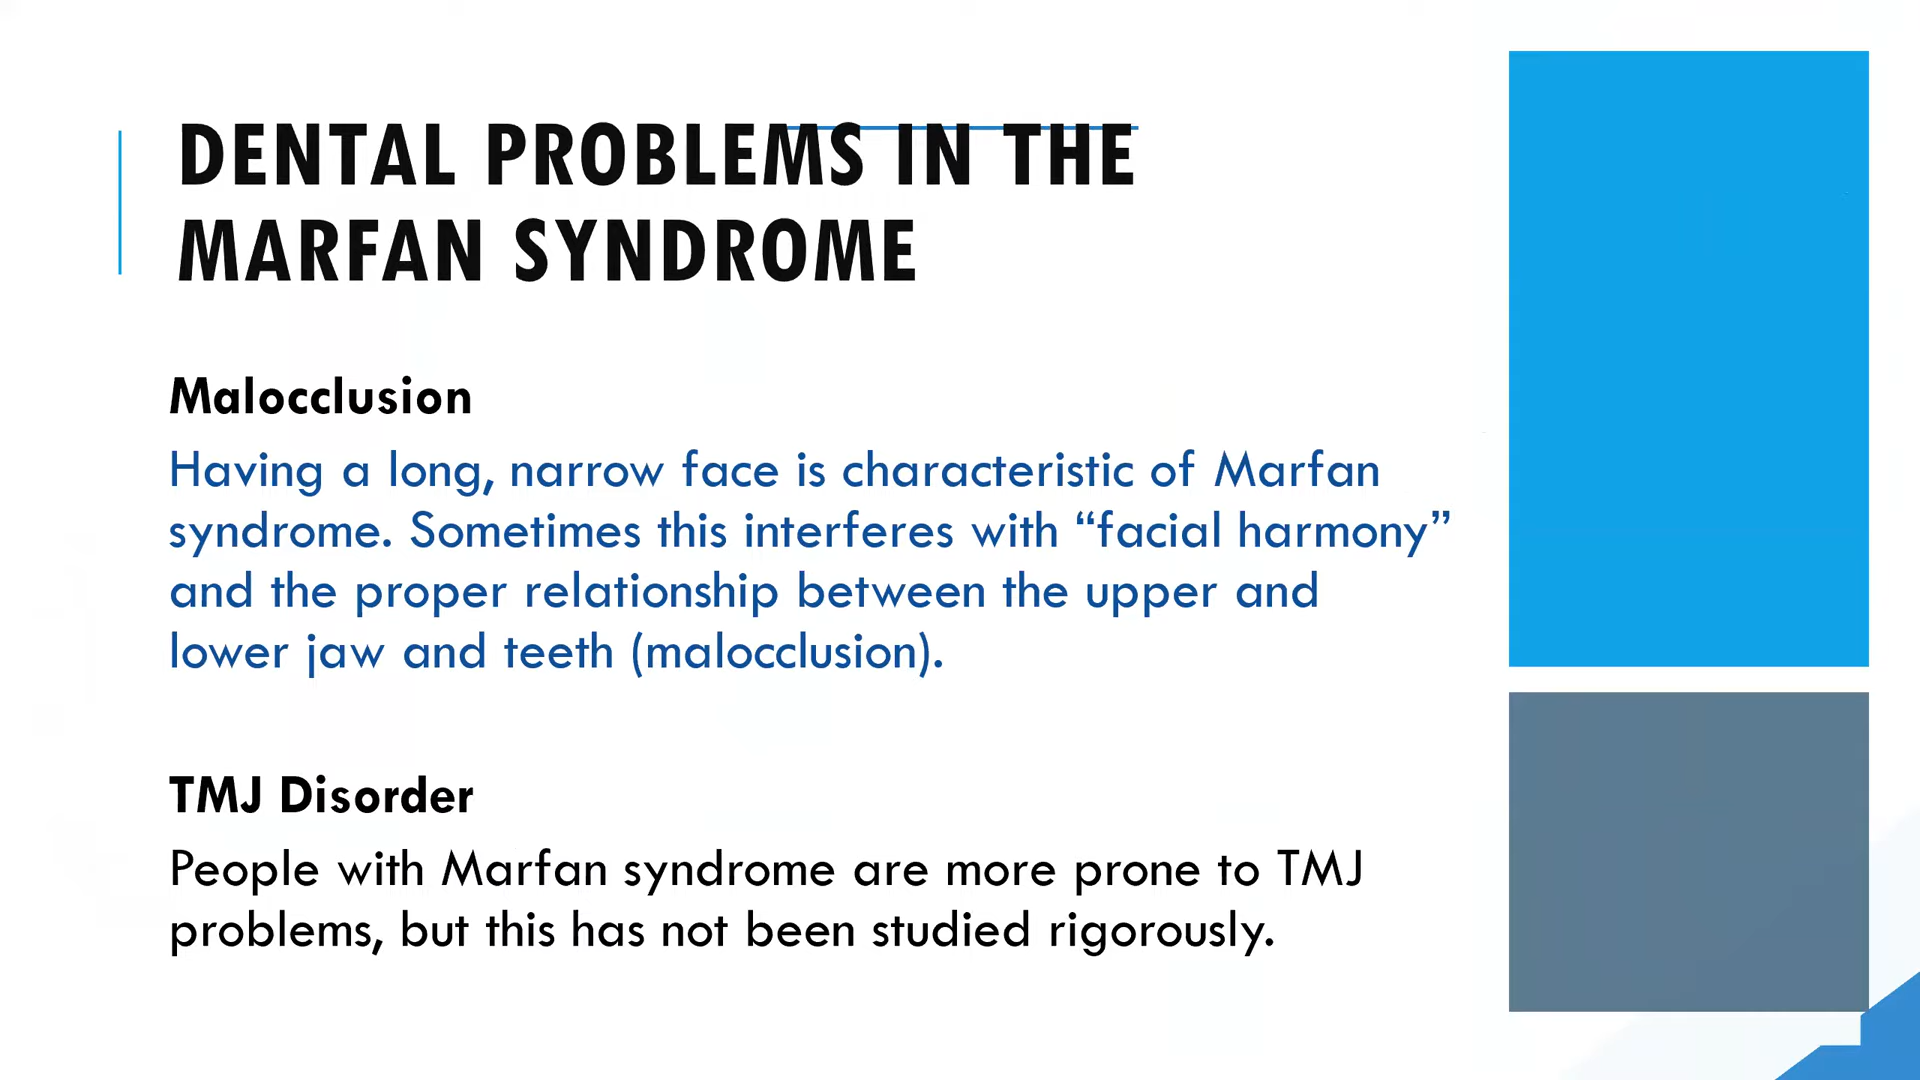 DENTAL PROBLEMS IN THE
MARFAN SYNDROME
Malocclusion
Having a long, narrow face is characteristic of Marfan
syndrome. Sometimes this interferes with “facial harmony”
and the proper relationship between the upper and
lower jaw and teeth (malocclusion).
TMJ Disorder
People with Marfan syndrome are more prone to TMJ
problems, but this has not been studied rigorously.